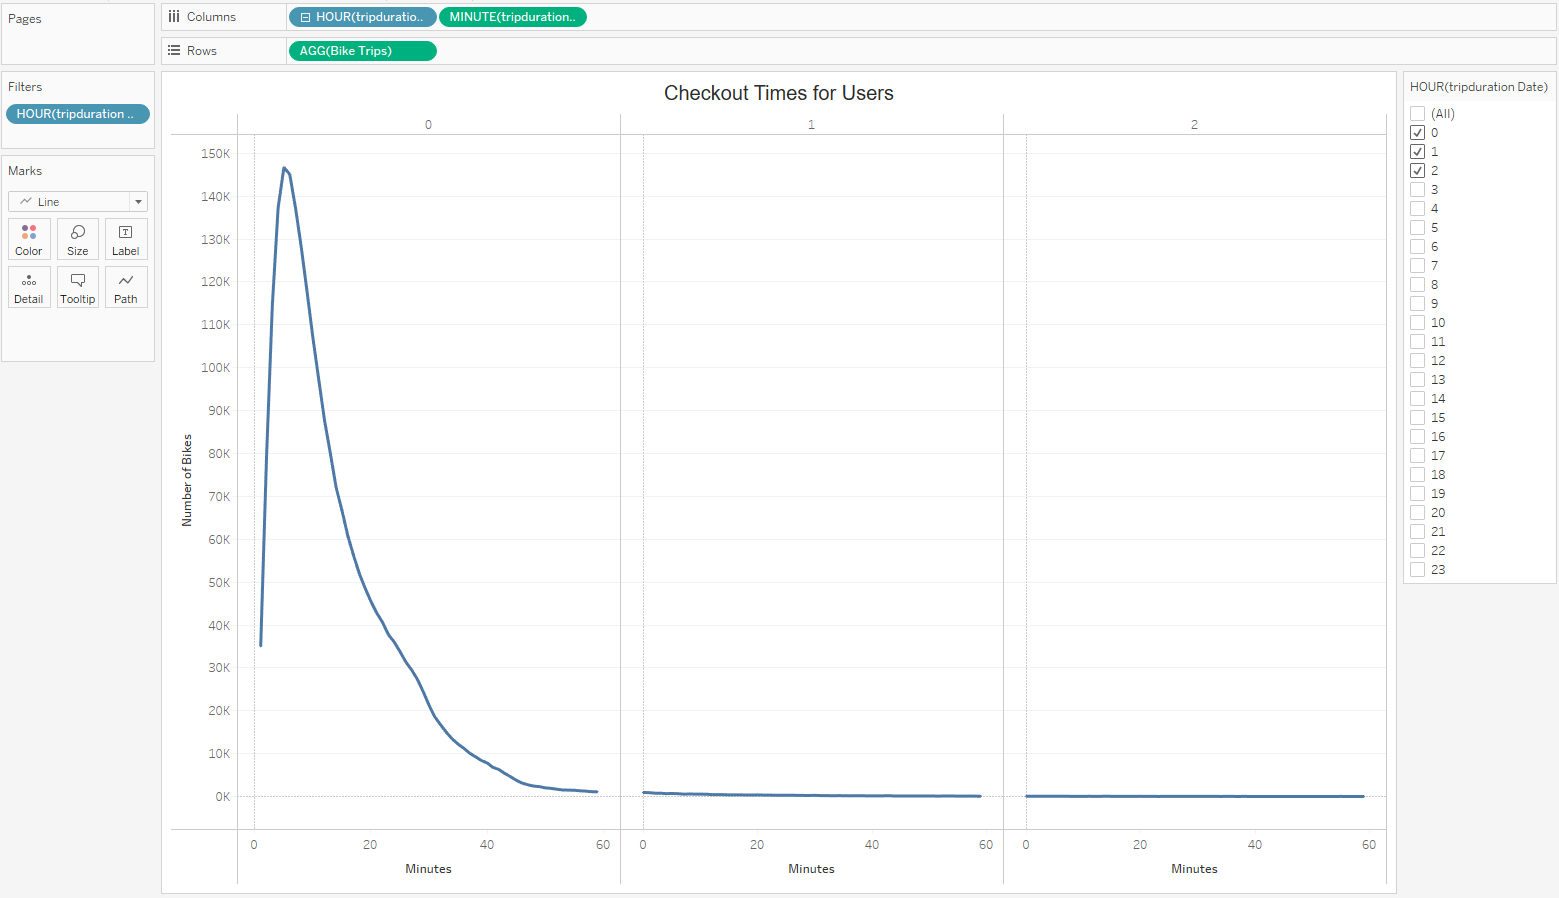 Pages
Columns
HOUR(tripduratio..
MINUTE(tripduration..
Rows
AGG(Bike Trips)
Filters
HOUR(tripduration ..
Marks
Line
Color
Size
Label
Detail
Tooltip
Path
Checkout Times for Users
0
1
2
150K
140K
130K
120K
110K
100K
90K
80K
70K
60K
50K
40K
30K
20K
10K
0K
Number of Bikes
0 20 40 60
0 20 40 60
0 20 40 60
Minutes
Minutes
Minutes
HOUR(tripduration Date)
(All)
0
1
2
3
4
5
6
7
8
9
10
11
12
13
14
15
16
17
18
19
20
21
22
23